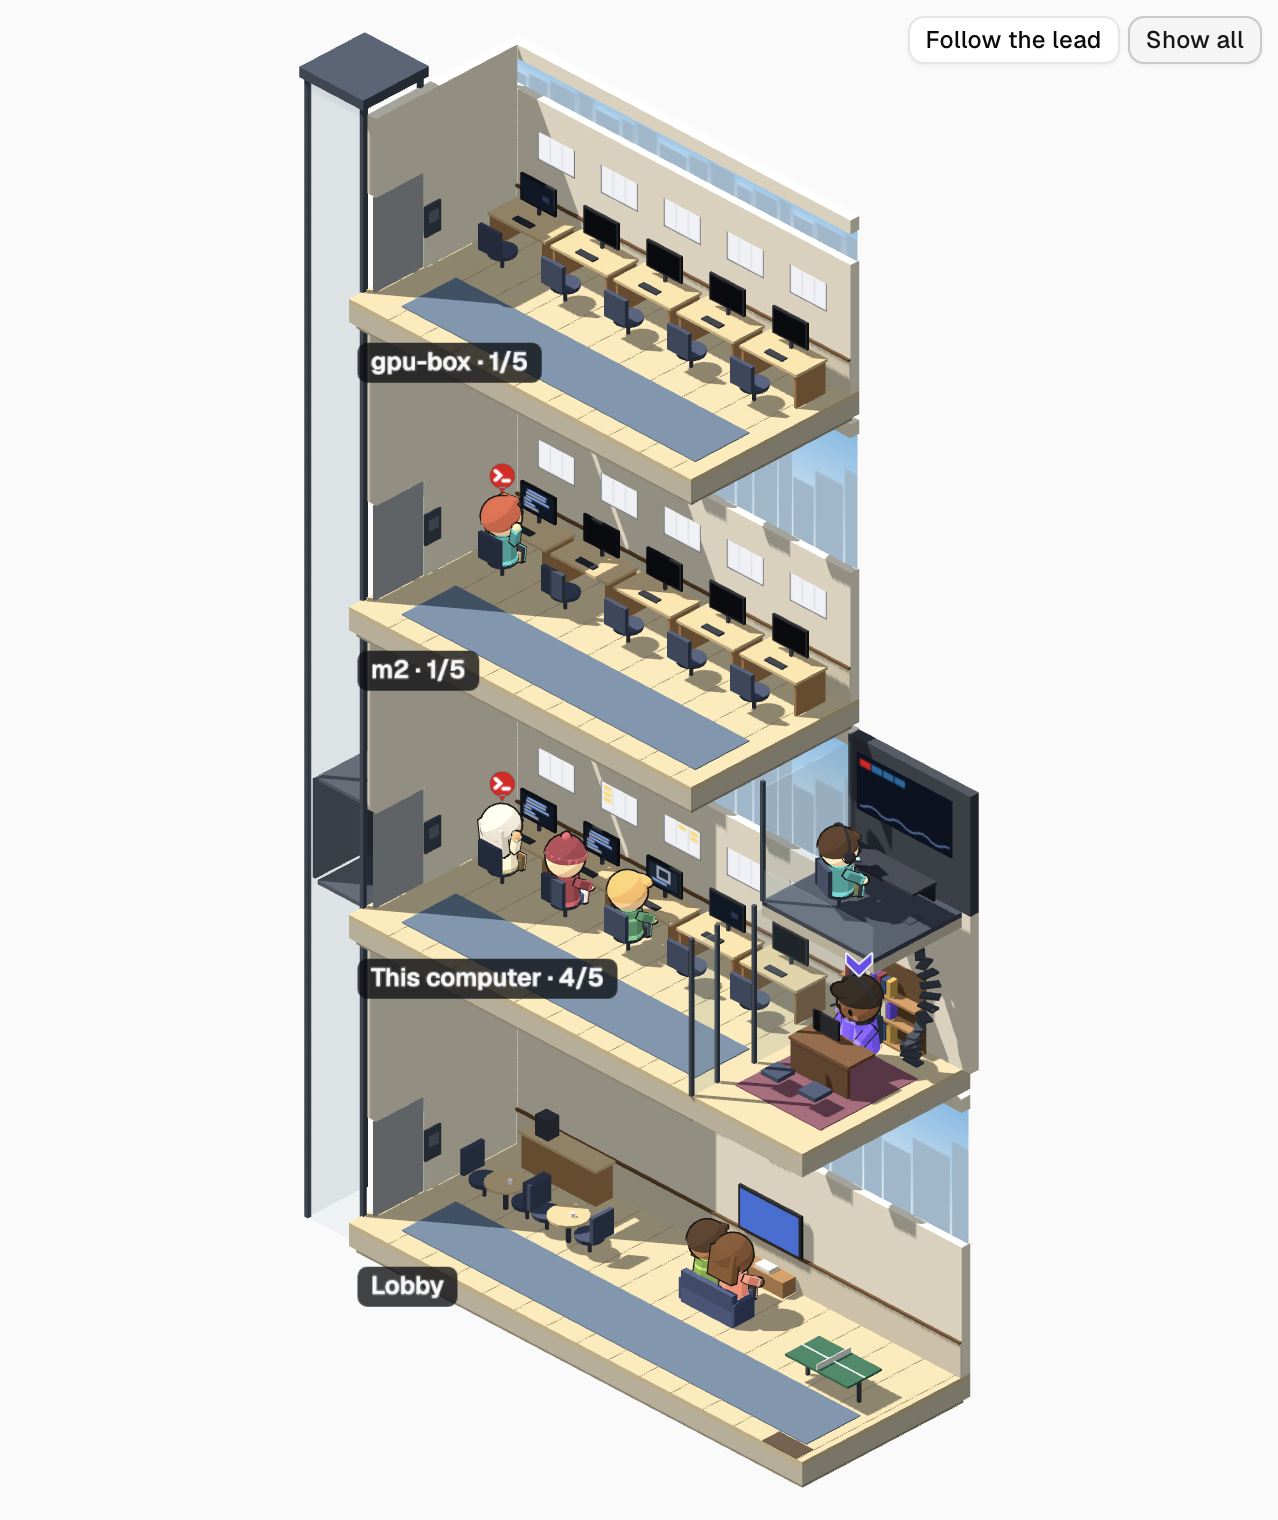 Follow the lead
Show all
gpu-box · 1/5
m2 · 1/5
This computer · 4/5
Lobby